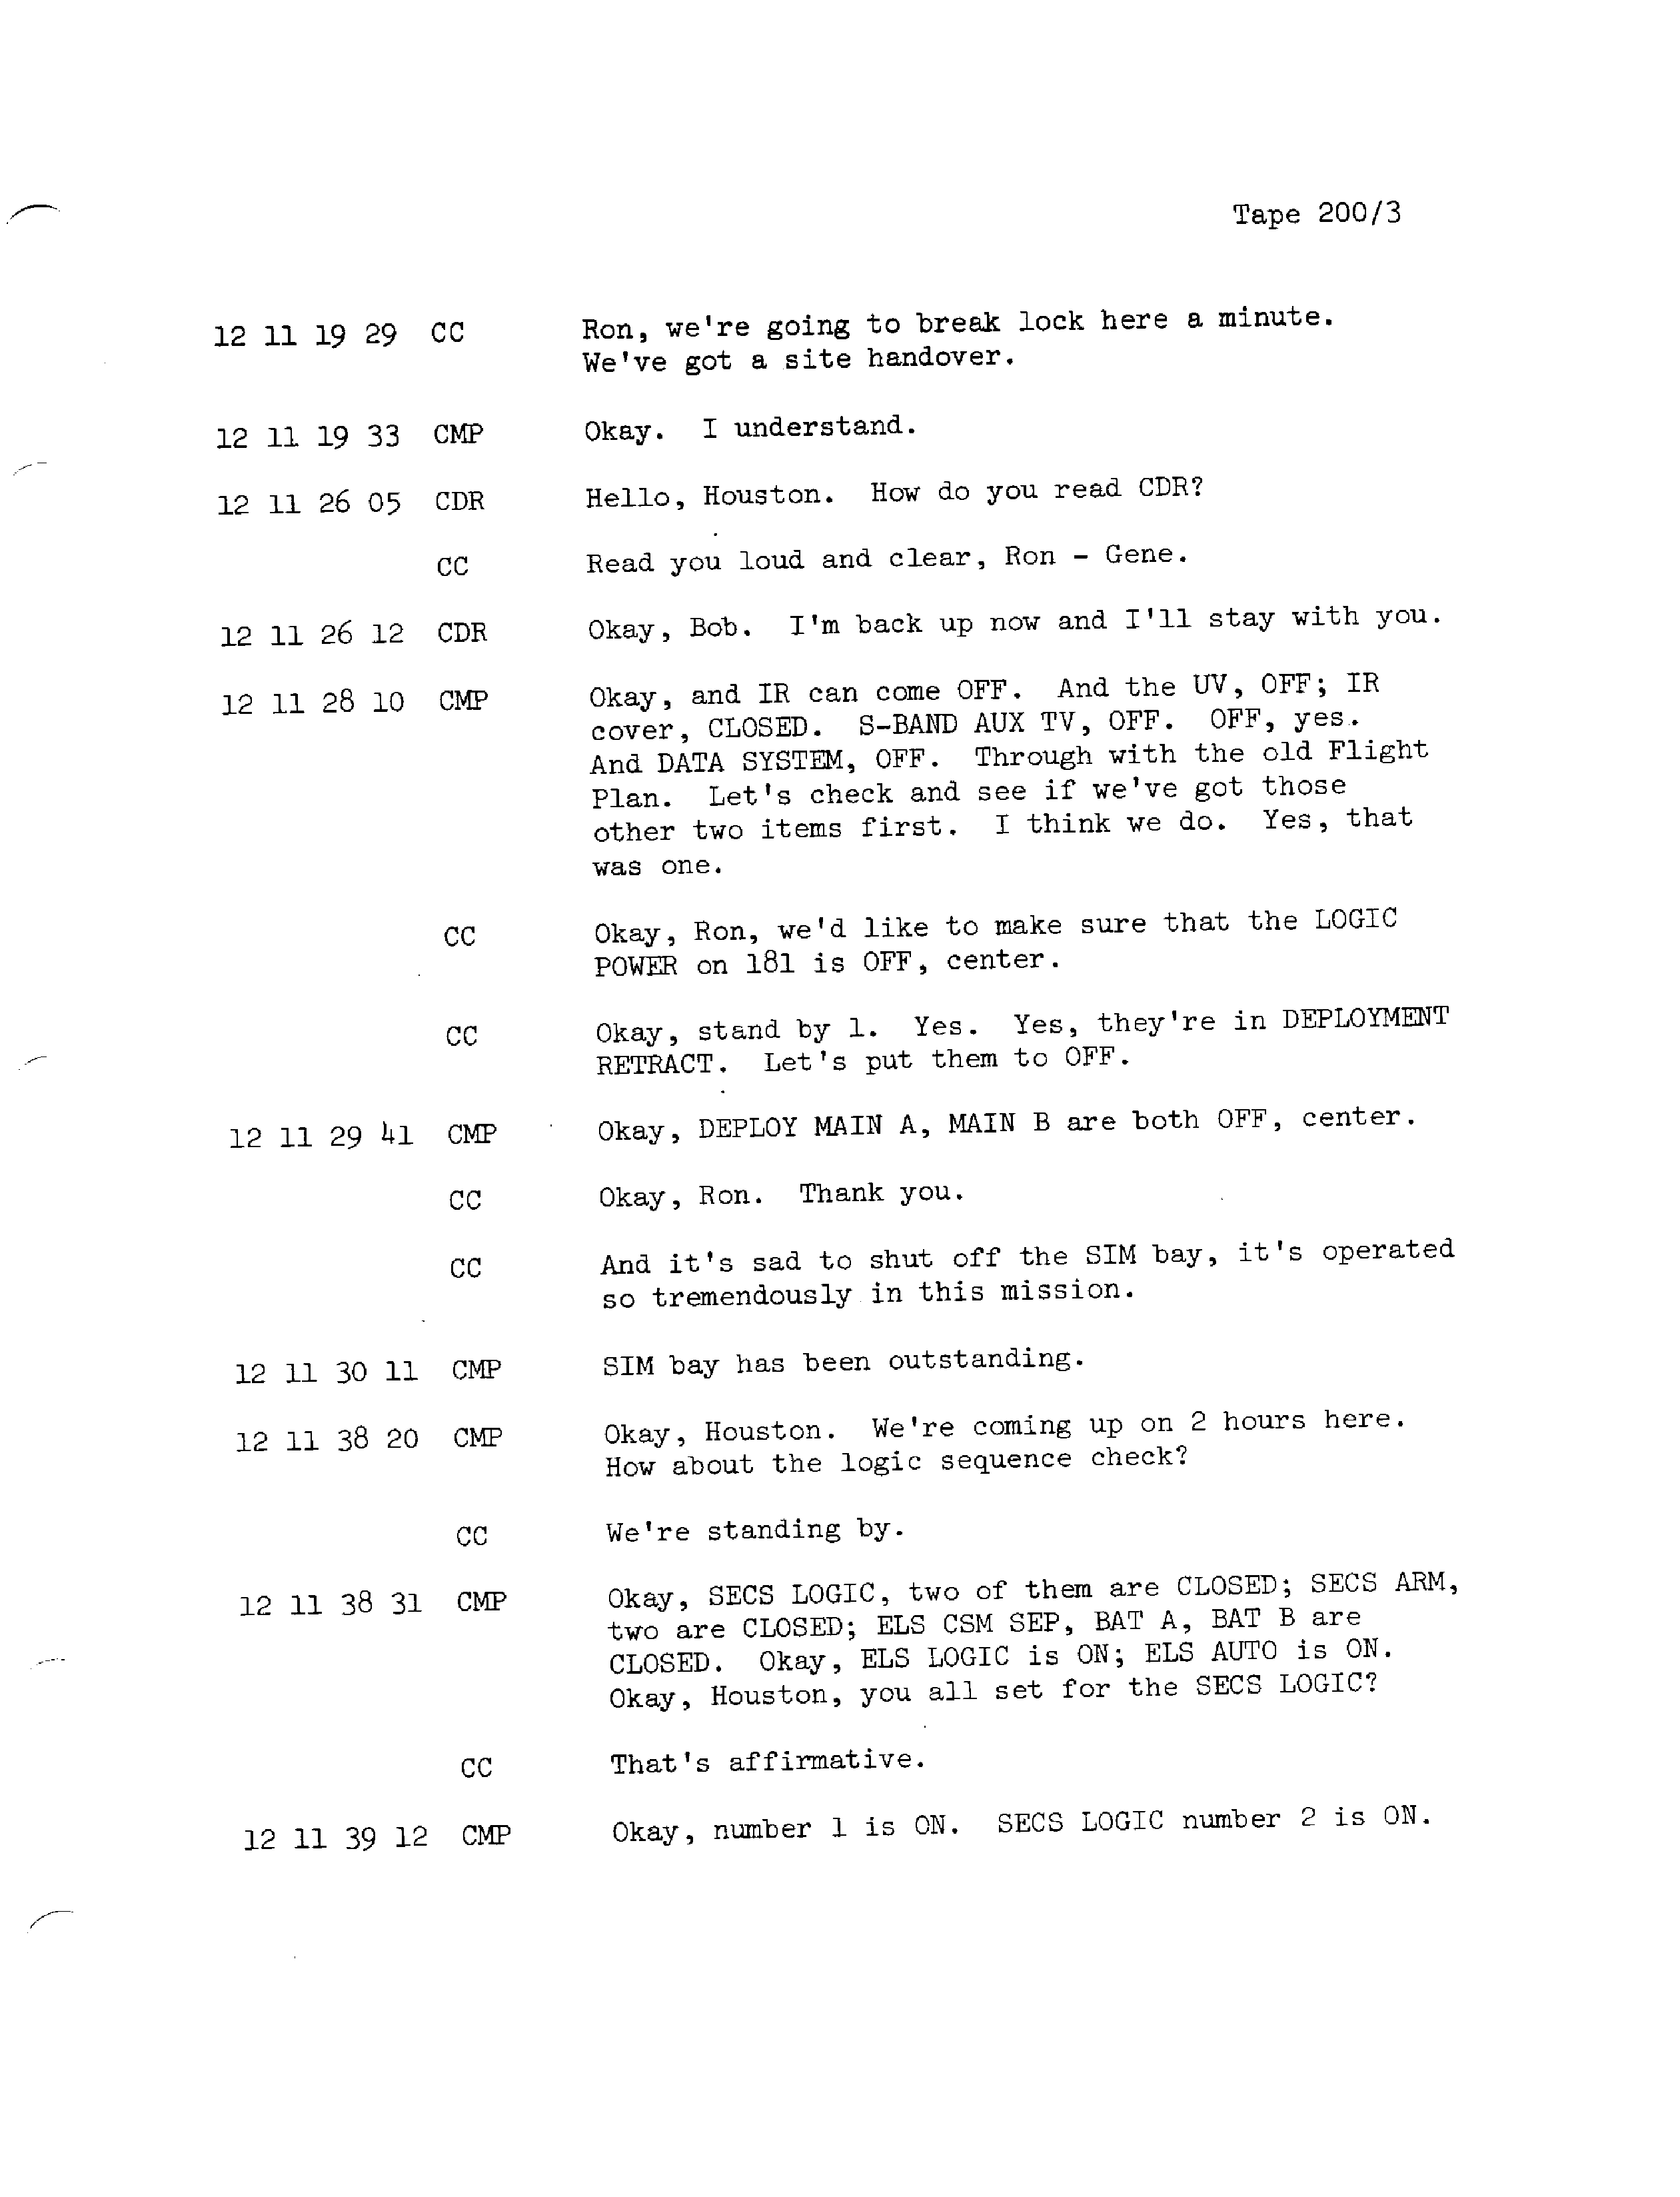 Tape 200/3
12 11 19 29 CC Ron, we're going to break lock here a minute.
We've got a site handover.
12 11 19 33 CMP Okay. I understand.
12 11 26 05 CDR Hello, Houston. How do you read CDR?
CC Read you loud and clear, Ron - Gene.
12 11 26 12 CDR Okay, Bob. I'm back up now and I'll stay with you.
12 11 28 10 CMP Okay, and IR can come OFF. And the UV, OFF; IR
cover, CLOSED. S-BAND AUX TV, OFF. OFF, yes.
And DATA SYSTEM, OFF. Through with the old Flight
Plan. Let's check and see if we've got those
other two items first. I think we do. Yes, that
was one.
CC Okay, Ron, we'd like to make sure that the LOGIC
POWER on 181 is OFF, center.
CC Okay, stand by 1. Yes. Yes, they're in DEPLOYMENT
RETRACT. Let's put them to OFF.
12 11 29 41 CMP Okay, DEPLOY MAIN A, MAIN B are both OFF, center.
CC Okay, Ron. Thank you.
CC And it's sad to shut off the SIM bay, it's operated
so tremendously in this mission.
12 11 30 11 CMP SIM bay has been outstanding.
12 11 38 20 CMP Okay, Houston. We're coming up on 2 hours here.
How about the logic sequence check?
CC We're standing by.
12 11 38 31 CMP Okay, SECS LOGIC, two of them are CLOSED; SECS ARM,
two are CLOSED; ELS CSM SEP, BAT A, BAT B are
CLOSED. Okay, ELS LOGIC is ON; ELS AUTO is ON.
Okay, Houston, you all set for the SECS LOGIC?
CC That's affirmative.
12 11 39 12 CMP Okay, number 1 is ON. SECS LOGIC number 2 is ON.